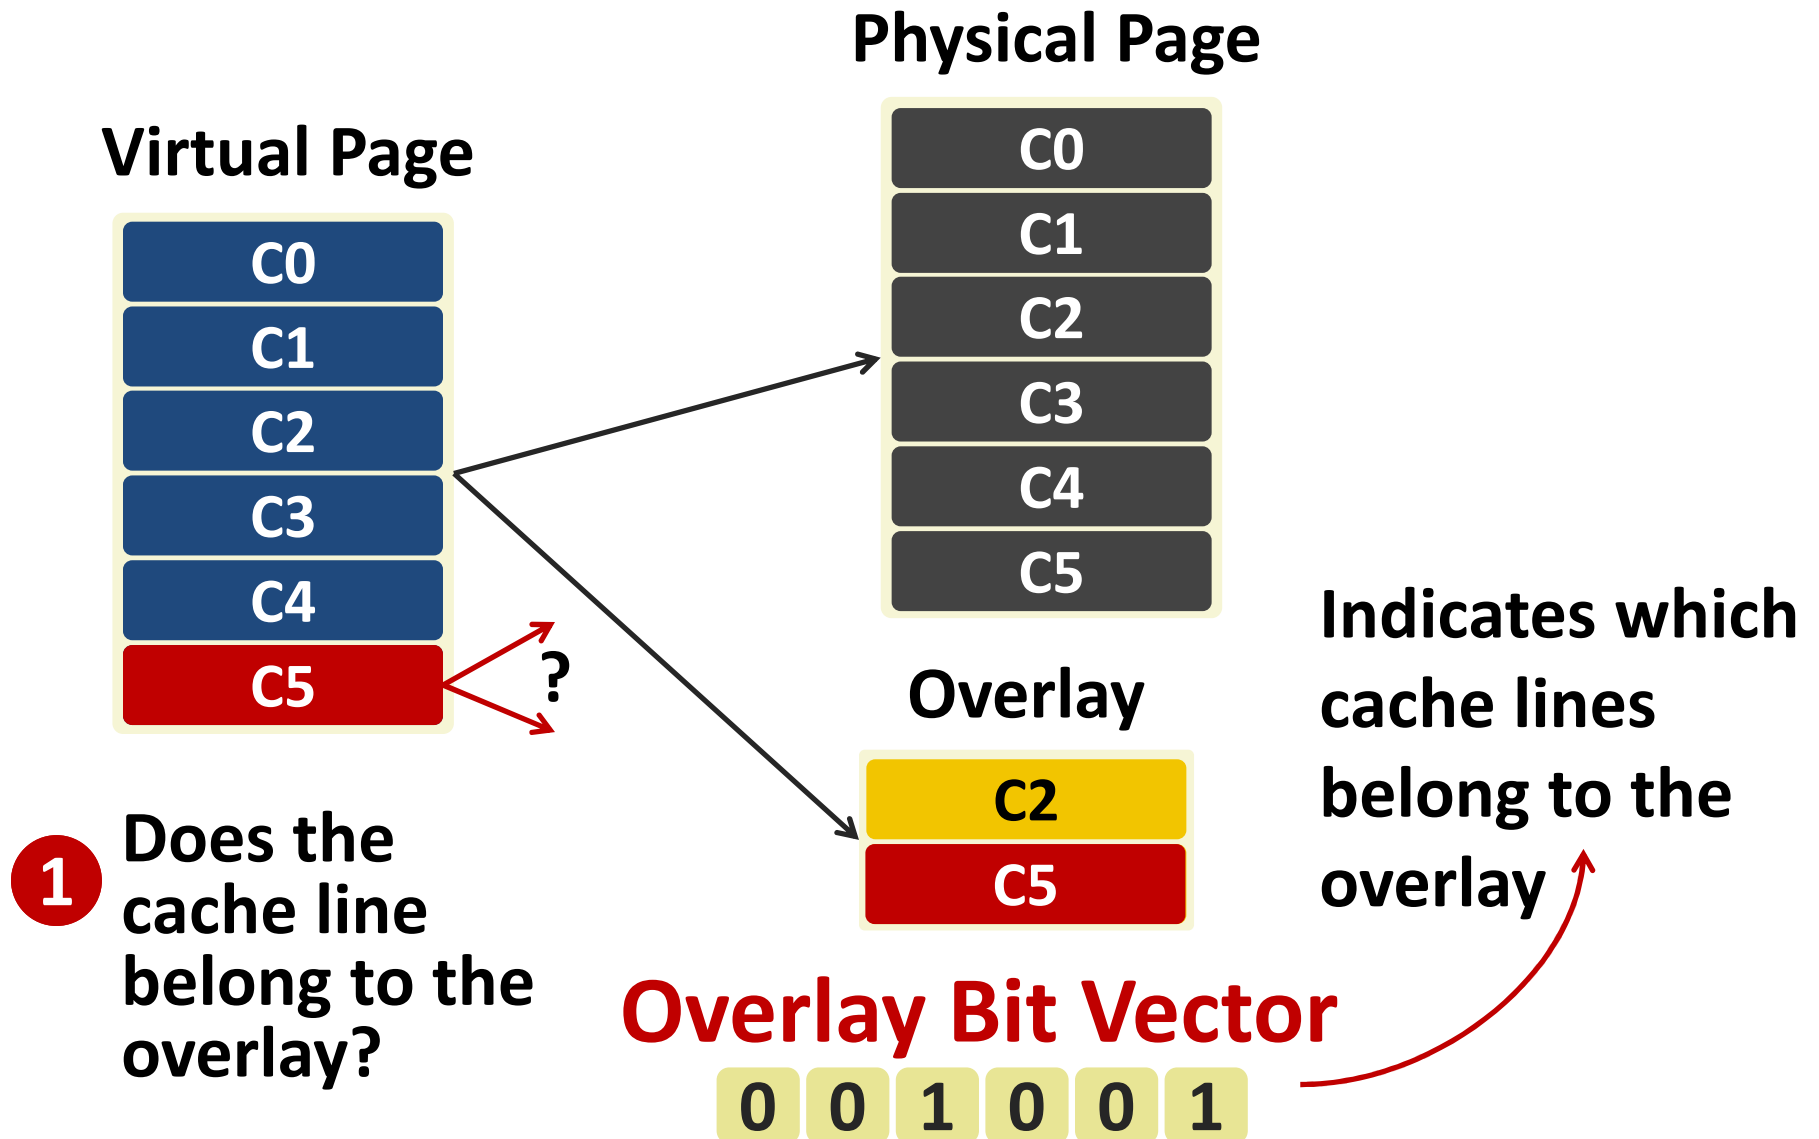 Virtual Page
C0
C1
C2
C3
C4
C5
?
1
Does the
cache line
belong to the
overlay?
Physical Page
C0
C1
C2
C3
C4
C5
Overlay
C2
C5
Overlay Bit Vector
0 0 1 0 0 1
Indicates which
cache lines
belong to the
overlay